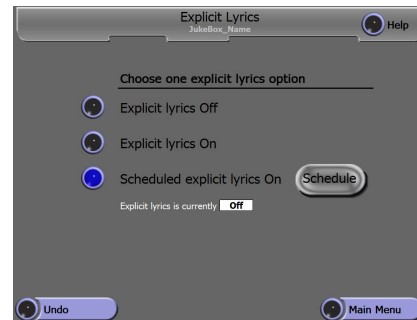 Explicit Lyrics
JukeBox_Name
Help
Choose one explicit lyrics option
Explicit lyrics Off
Explicit lyrics On
Scheduled explicit lyrics On
Schedule
Explicit lyrics is currently Off
Undo
Main Menu